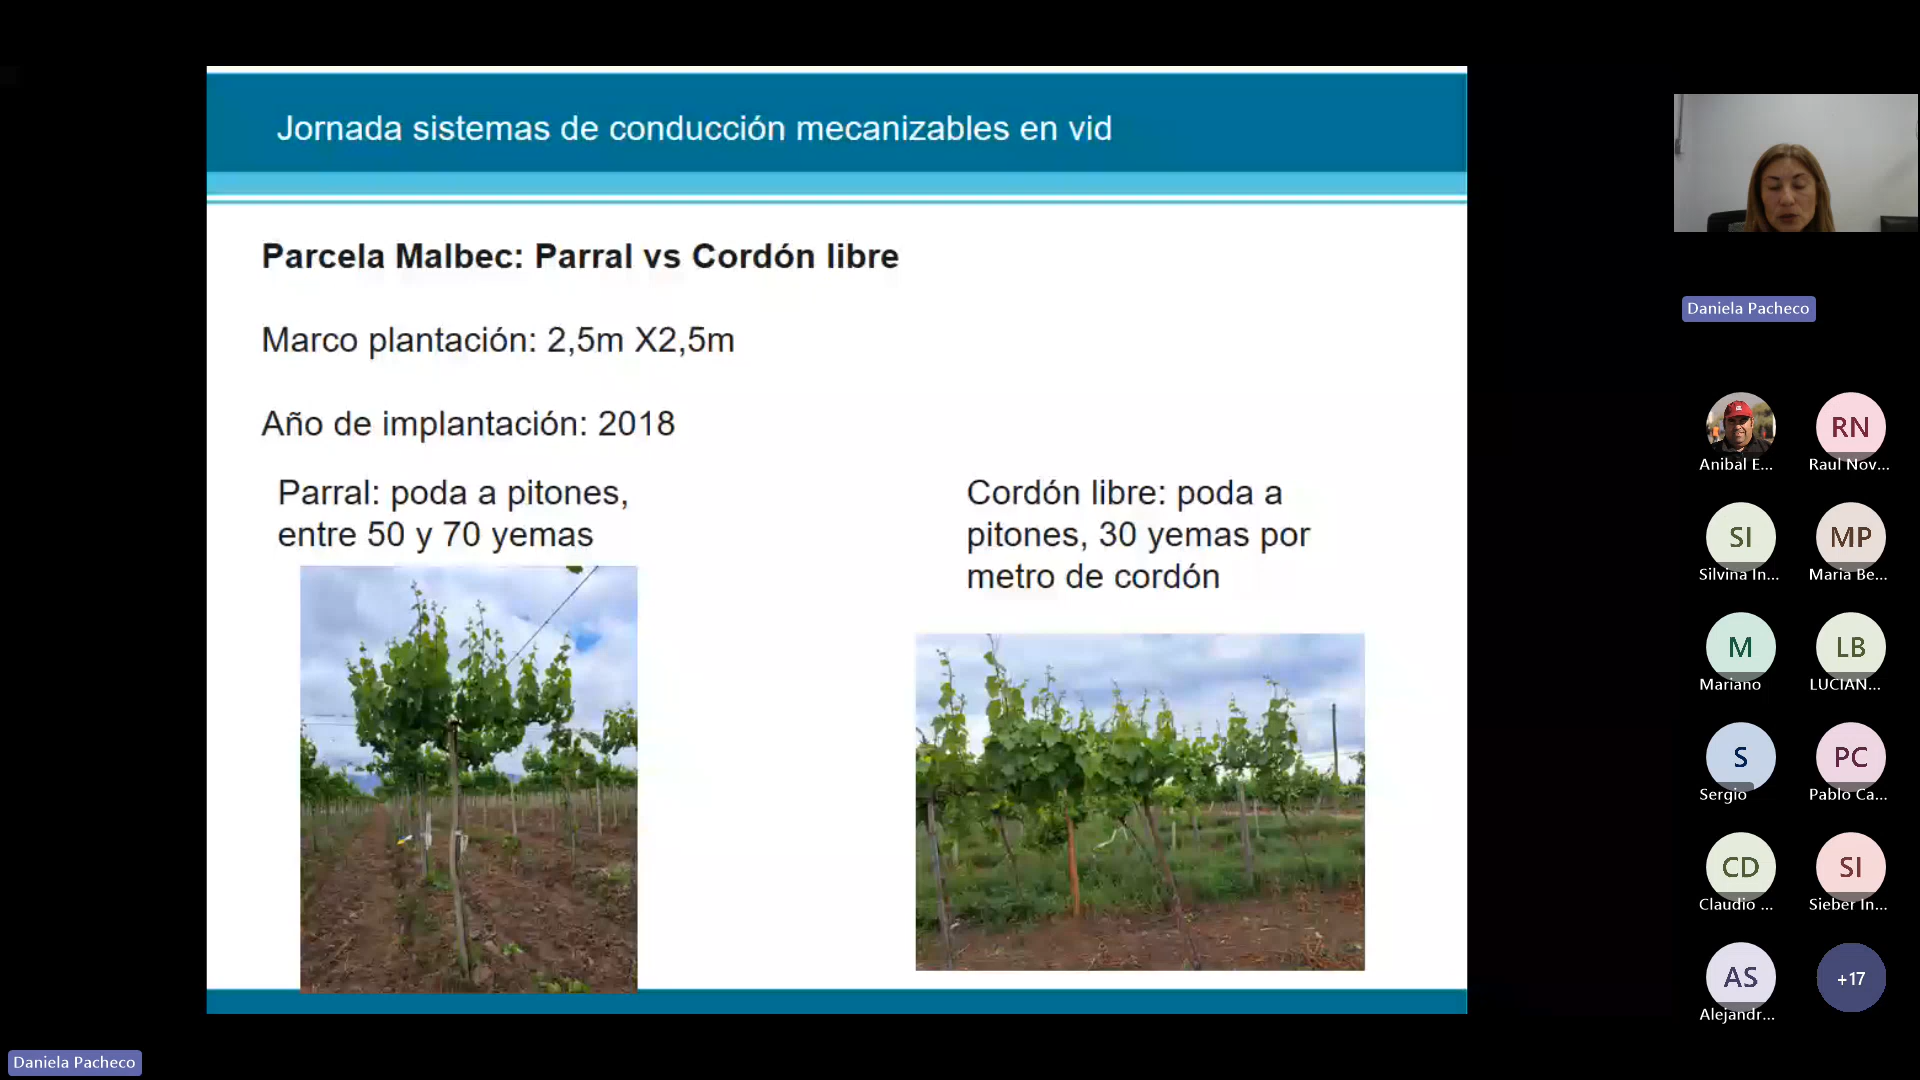 Jornada sistemas de conducción mecanizables en vid
Parcela Malbec: Parral vs Cordón libre
Marco plantación: 2,5m X2,5m
Año de implantación: 2018
Parral: poda a pitones,
entre 50 y 70 yemas
Cordón libre: poda a
pitones, 30 yemas por
metro de cordón
Daniela Pacheco
Anibal E...
RN
Raul Nov...
SI
Silvina In...
MP
Maria Be...
M
Mariano
LB
LUCIAN...
S
Sergio
PC
Pablo Ca...
CD
Claudio ...
SI
Sieber In...
AS
Alejandr...
+17
Daniela Pacheco